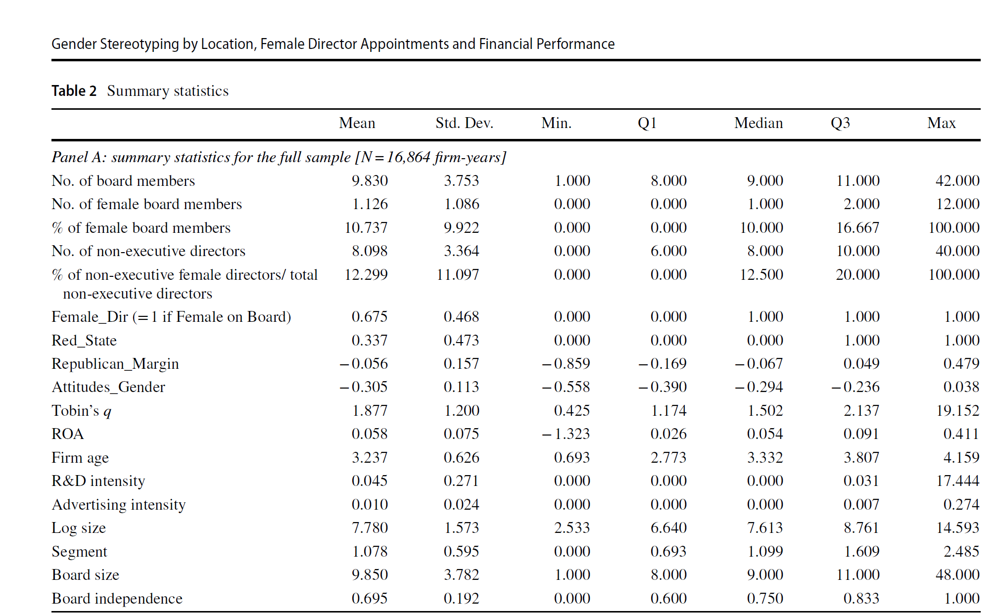 Gender Stereotyping by Location, Female Director Appointments and Financial Performance
Table 2 Summary statistics
Mean Std. Dev. Min. Q1 Median Q3 Max
Panel A: summary statistics for the full sample [N = 16,864 firm-years]
No. of board members 9.830 3.753 1.000 8.000 9.000 11.000 42.000
No. of female board members 1.126 1.086 0.000 0.000 1.000 2.000 12.000
% of female board members 10.737 9.922 0.000 0.000 10.000 16.667 100.000
No. of non-executive directors 8.098 3.364 0.000 6.000 8.000 10.000 40.000
% of non-executive female directors/ total 12.299 11.097 0.000 0.000 12.500 20.000 100.000
non-executive directors
Female_Dir (= 1 if Female on Board) 0.675 0.468 0.000 0.000 1.000 1.000 1.000
Red_State 0.337 0.473 0.000 0.000 0.000 1.000 1.000
Republican_Margin − 0.056 0.157 − 0.859 − 0.169 − 0.067 0.049 0.479
Attitudes_Gender − 0.305 0.113 − 0.558 − 0.390 − 0.294 − 0.236 0.038
Tobin's q 1.877 1.200 0.425 1.174 1.502 2.137 19.152
ROA 0.058 0.075 − 1.323 0.026 0.054 0.091 0.411
Firm age 3.237 0.626 0.693 2.773 3.332 3.807 4.159
R&D intensity 0.045 0.271 0.000 0.000 0.000 0.031 17.444
Advertising intensity 0.010 0.024 0.000 0.000 0.000 0.007 0.274
Log size 7.780 1.573 2.533 6.640 7.613 8.761 14.593
Segment 1.078 0.595 0.000 0.693 1.099 1.609 2.485
Board size 9.850 3.782 1.000 8.000 9.000 11.000 48.000
Board independence 0.695 0.192 0.000 0.600 0.750 0.833 1.000